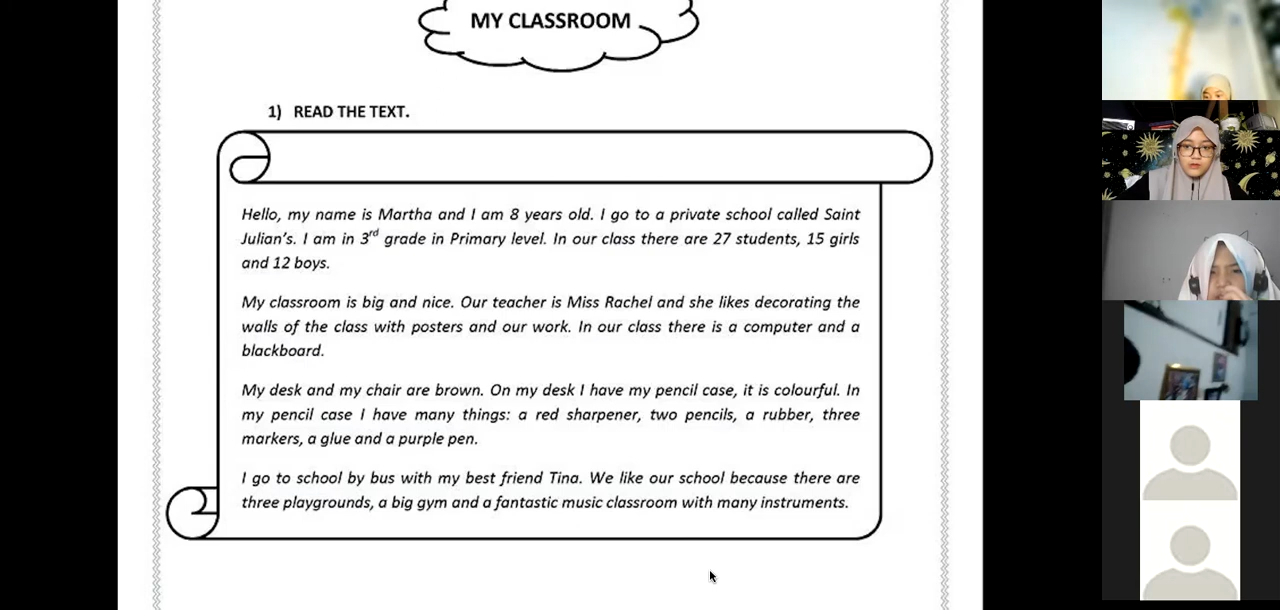 MY CLASSROOM
1) READ THE TEXT.
Hello, my name is Martha and I am 8 years old. I go to a private school called Saint
Julian's. I am in 3rd grade in Primary level. In our class there are 27 students, 15 girls
and 12 boys.
My classroom is big and nice. Our teacher is Miss Rachel and she likes decorating the
walls of the class with posters and our work. In our class there is a computer and a
blackboard.
My desk and my chair are brown. On my desk I have my pencil case, it is colourful. In
my pencil case I have many things: a red sharpener, two pencils, a rubber, three
markers, a glue and a purple pen.
I go to school by bus with my best friend Tina. We like our school because there are
three playgrounds, a big gym and a fantastic music classroom with many instruments.